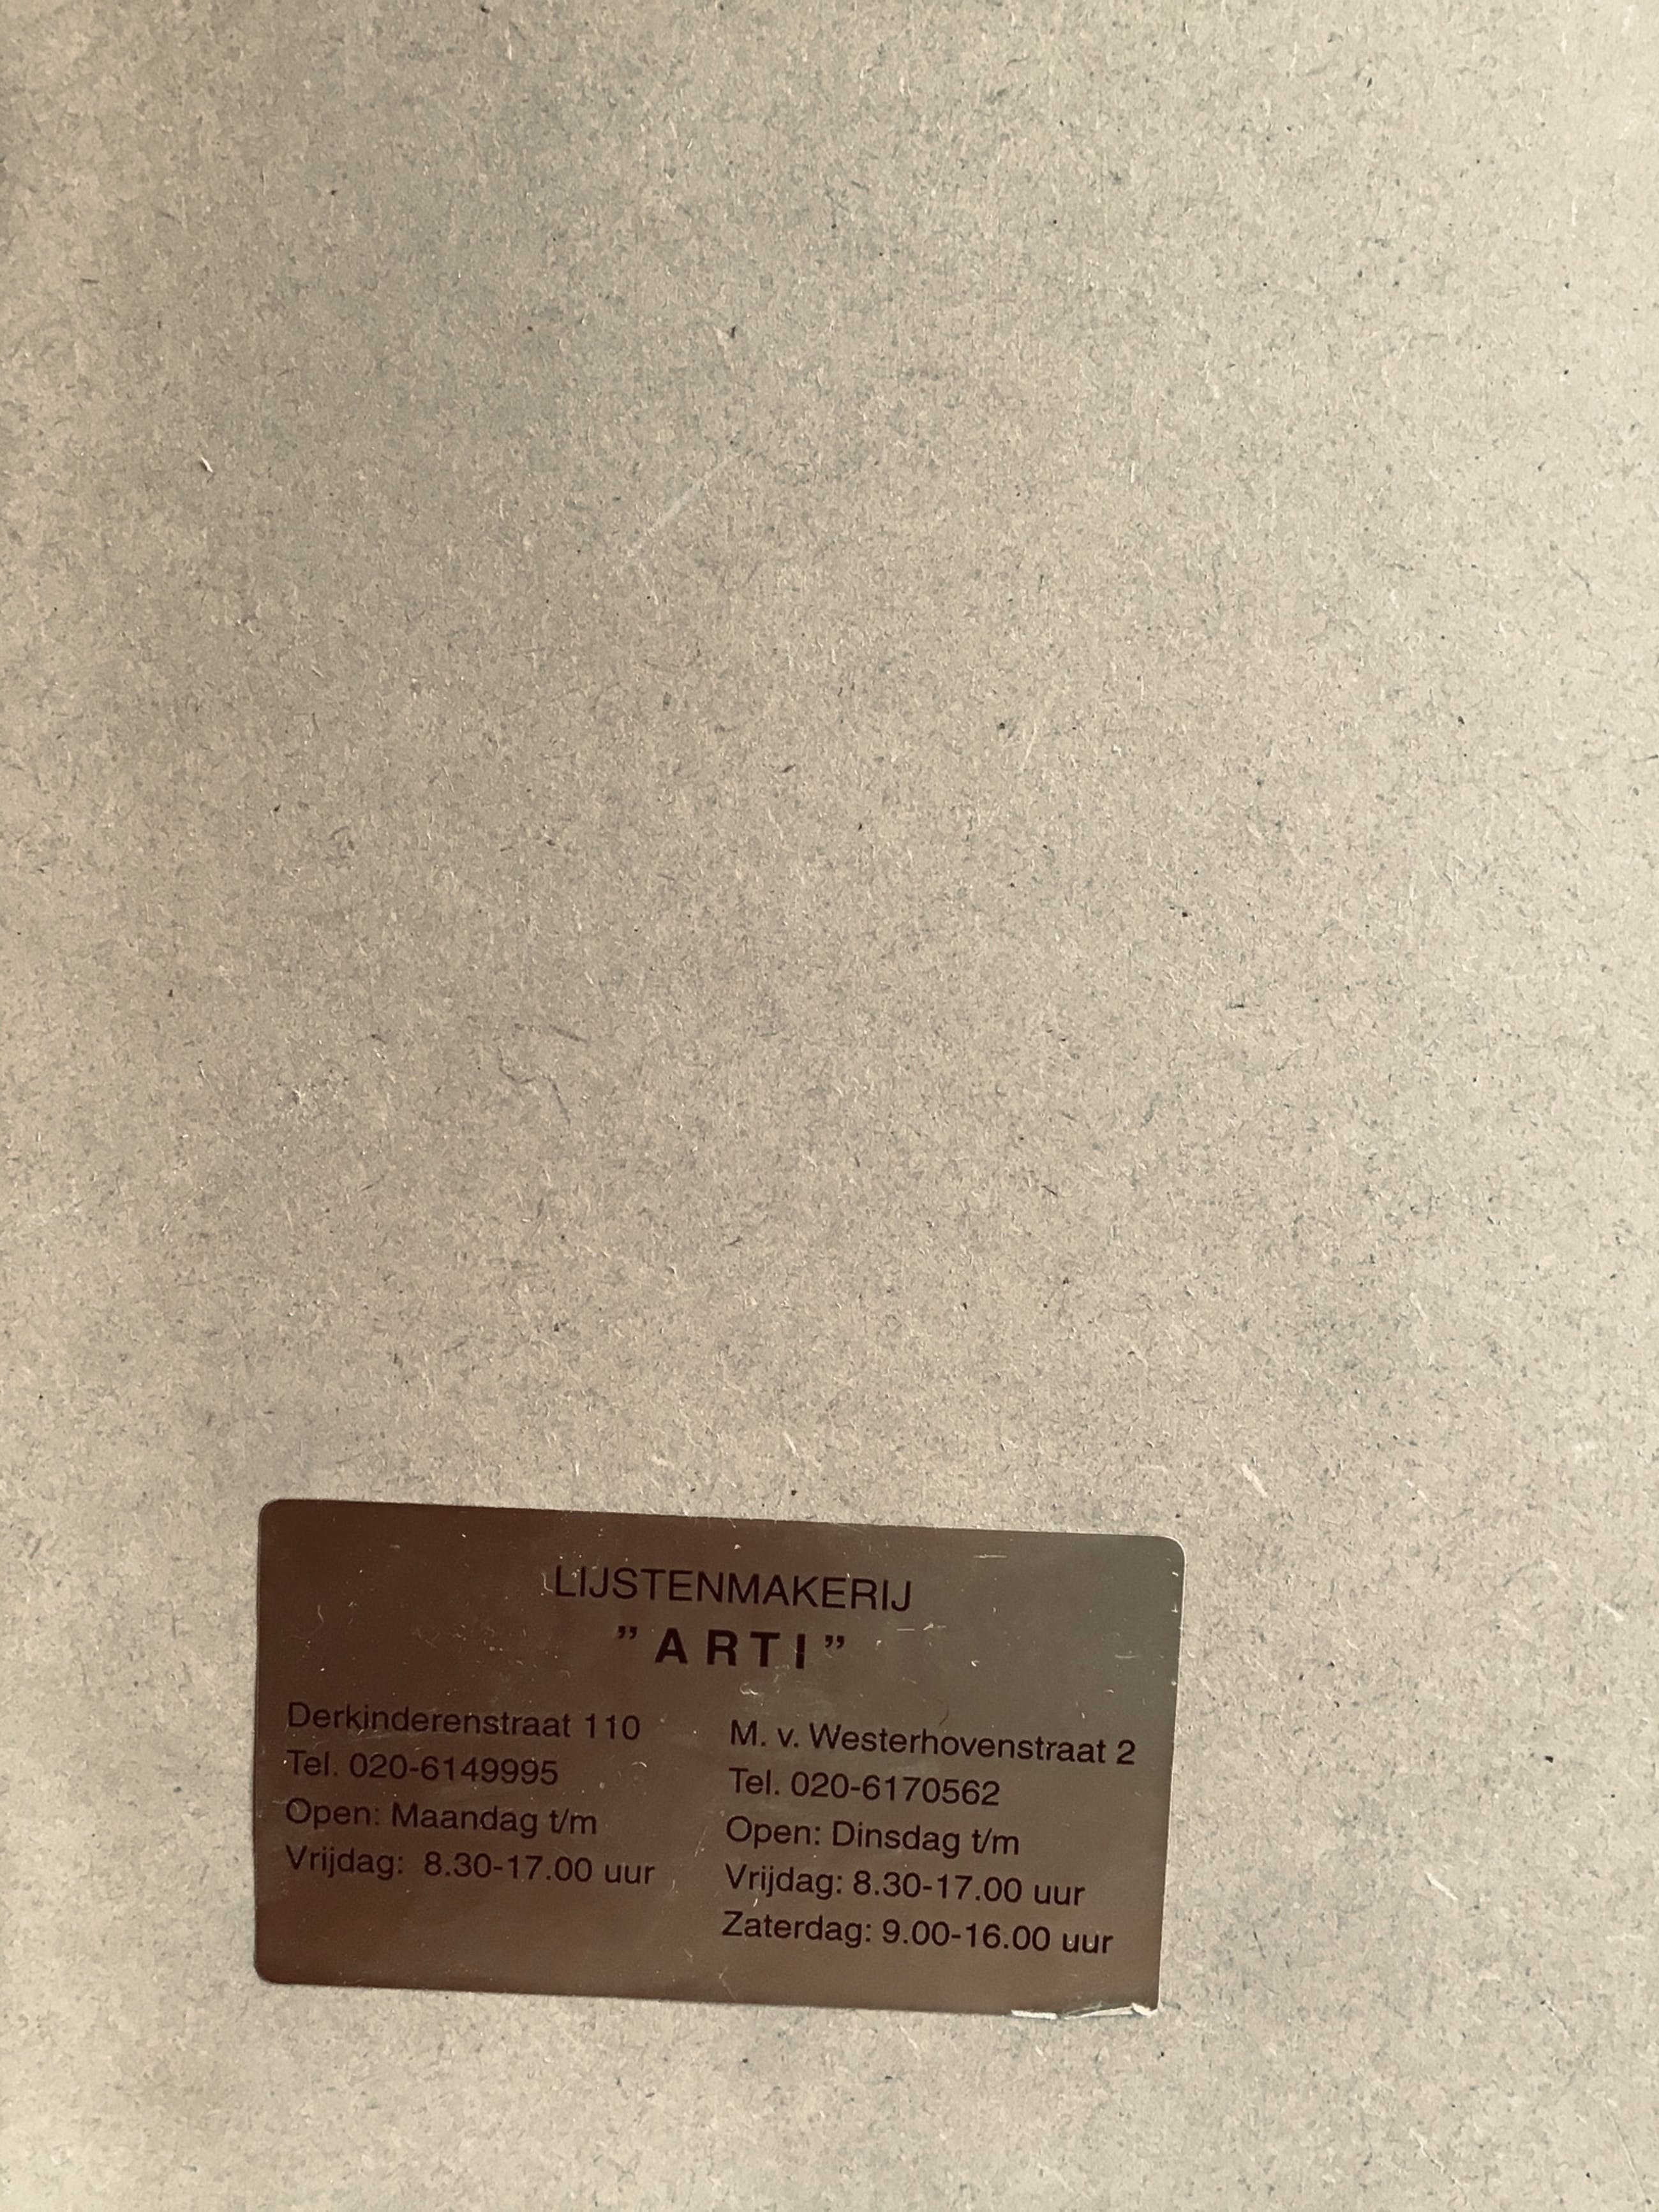 LIJSTENMAKERIJ
”ARTI”
Derkinderenstraat 110
Tel. 020-6149995
Open: Maandag t/m
Vrijdag: 8.30-17.00 uur
M. v. Westerhovenstraat 2
Tel. 020-6170562
Open: Dinsdag t/m
Vrijdag: 8.30-17.00 uur
Zaterdag: 9.00-16.00 uur